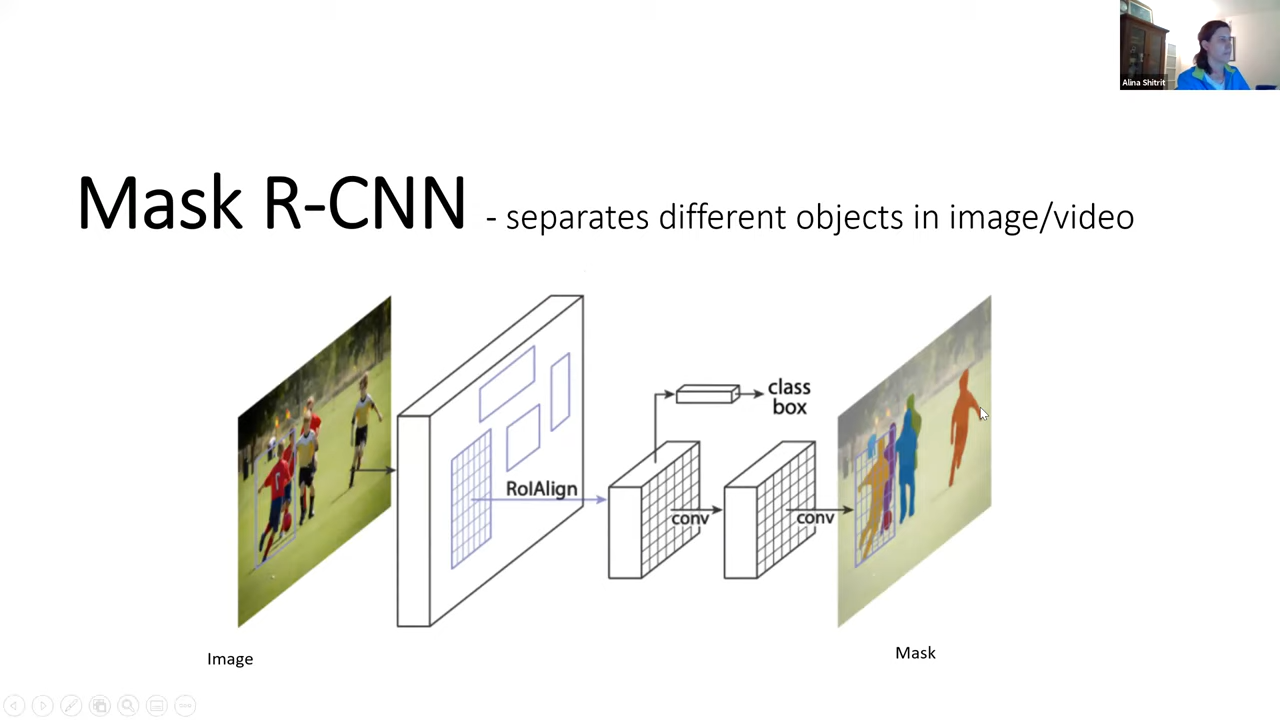 Alina Shitrit
Mask R-CNN - separates different objects in image/video
class
box
RoIAlign
conv
conv
Image
Mask